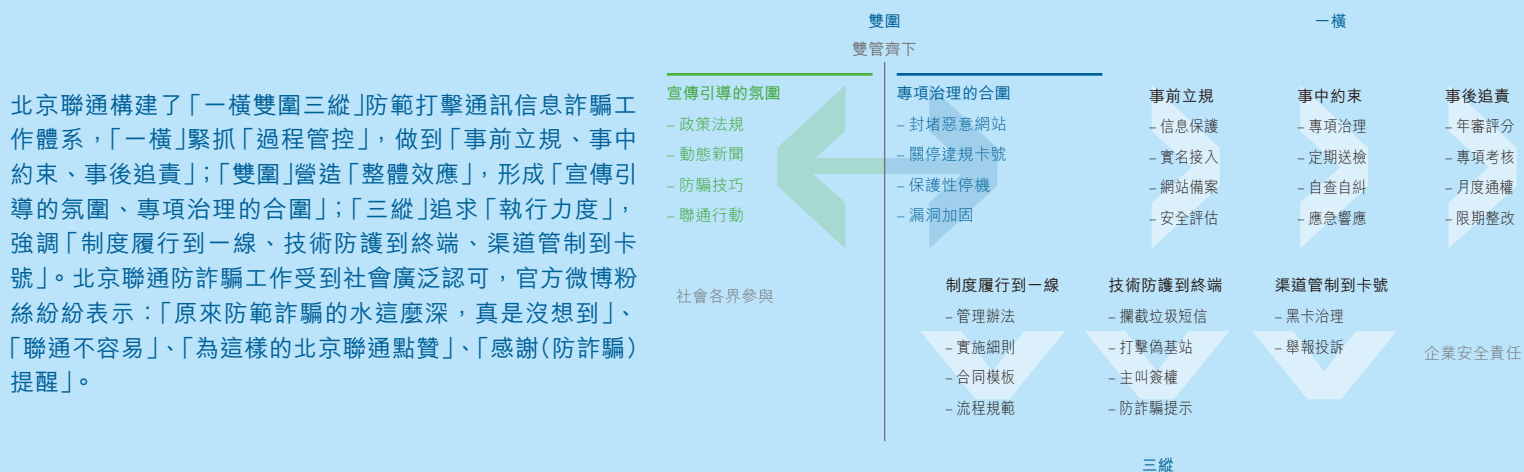 北京聯通構建了「一橫雙圍三縱」防範打擊通訊信息詐騙工
作體系，「一橫」緊抓「過程管控」，做到「事前立規、事中
約束、事後追責」；「雙圍」營造「整體效應」，形成「宣傳引
導的氛圍、專項治理的合圍」；「三縱」追求「執行力度」，
強調「制度履行到一線、技術防護到終端、渠道管制到卡
號」。北京聯通防詐騙工作受到社會廣泛認可，官方微博粉
絲紛紛表示：「原來防範詐騙的水這麼深，真是沒想到」、
「聯通不容易」、「為這樣的北京聯通點贊」、「感謝（防詐騙）
提醒」。
雙圍
雙管齊下
宣傳引導的氛圍
– 政策法規
– 動態新聞
– 防騙技巧
– 聯通行動
專項治理的合圍
– 封堵惡意網站
– 關停違規卡號
– 保護性停機
– 漏洞加固
社會各界參與
一橫
事前立規
– 信息保護
– 實名接入
– 網站備案
– 安全評估
事中約束
– 專項治理
– 定期送檢
– 自查自糾
– 應急響應
事後追責
– 年審評分
– 專項考核
– 月度通權
– 限期整改
制度履行到一線
– 管理辦法
– 實施細則
– 合同模板
– 流程規範
技術防護到終端
– 攔截垃圾短信
– 打擊偽基站
– 主叫簽權
– 防詐騙提示
渠道管制到卡號
– 黑卡治理
– 舉報投訴
企業安全責任
三縱